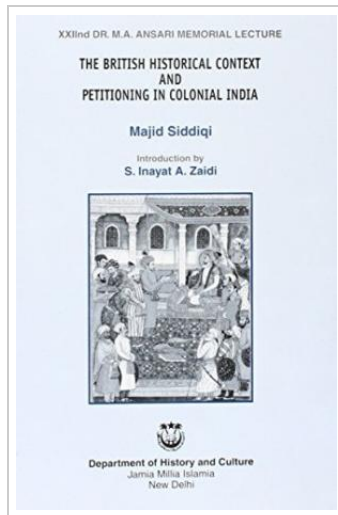 XXIInd DR. M.A. ANSARI MEMORIAL LECTURE
THE BRITISH HISTORICAL CONTEXT
AND
PETITIONING IN COLONIAL INDIA
Majid Siddiqi
Introduction by
S. Inayat A. Zaidi
Department of History and Culture
Jamia Millia Islamia
New Delhi